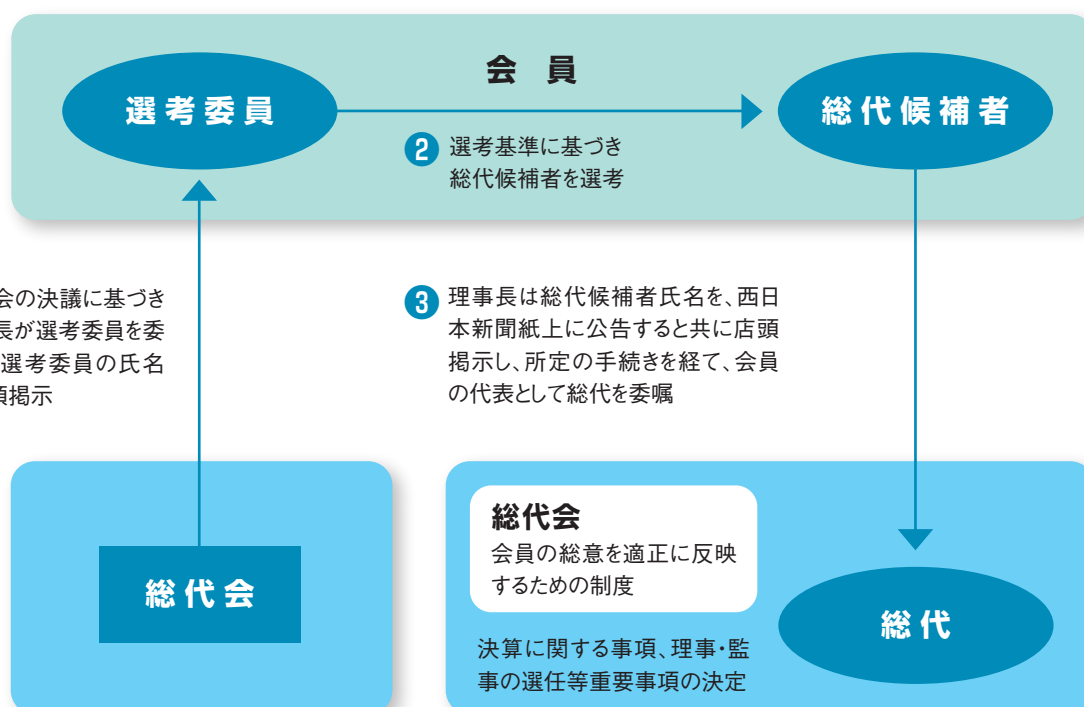 会員
選考委員
総代候補者
❷ 選考基準に基づき
総代候補者を選考
会の決議に基づき
長が選考委員を委
選考委員の氏名
頭掲示
❸ 理事長は総代候補者氏名を、西日
本新聞紙上に公告すると共に店頭
掲示し、所定の手続きを経て、会員
の代表として総代を委嘱
総代会
総代会
会員の総意を適正に反映
するための制度
決算に関する事項、理事・監
事の選任等重要事項の決定
総代